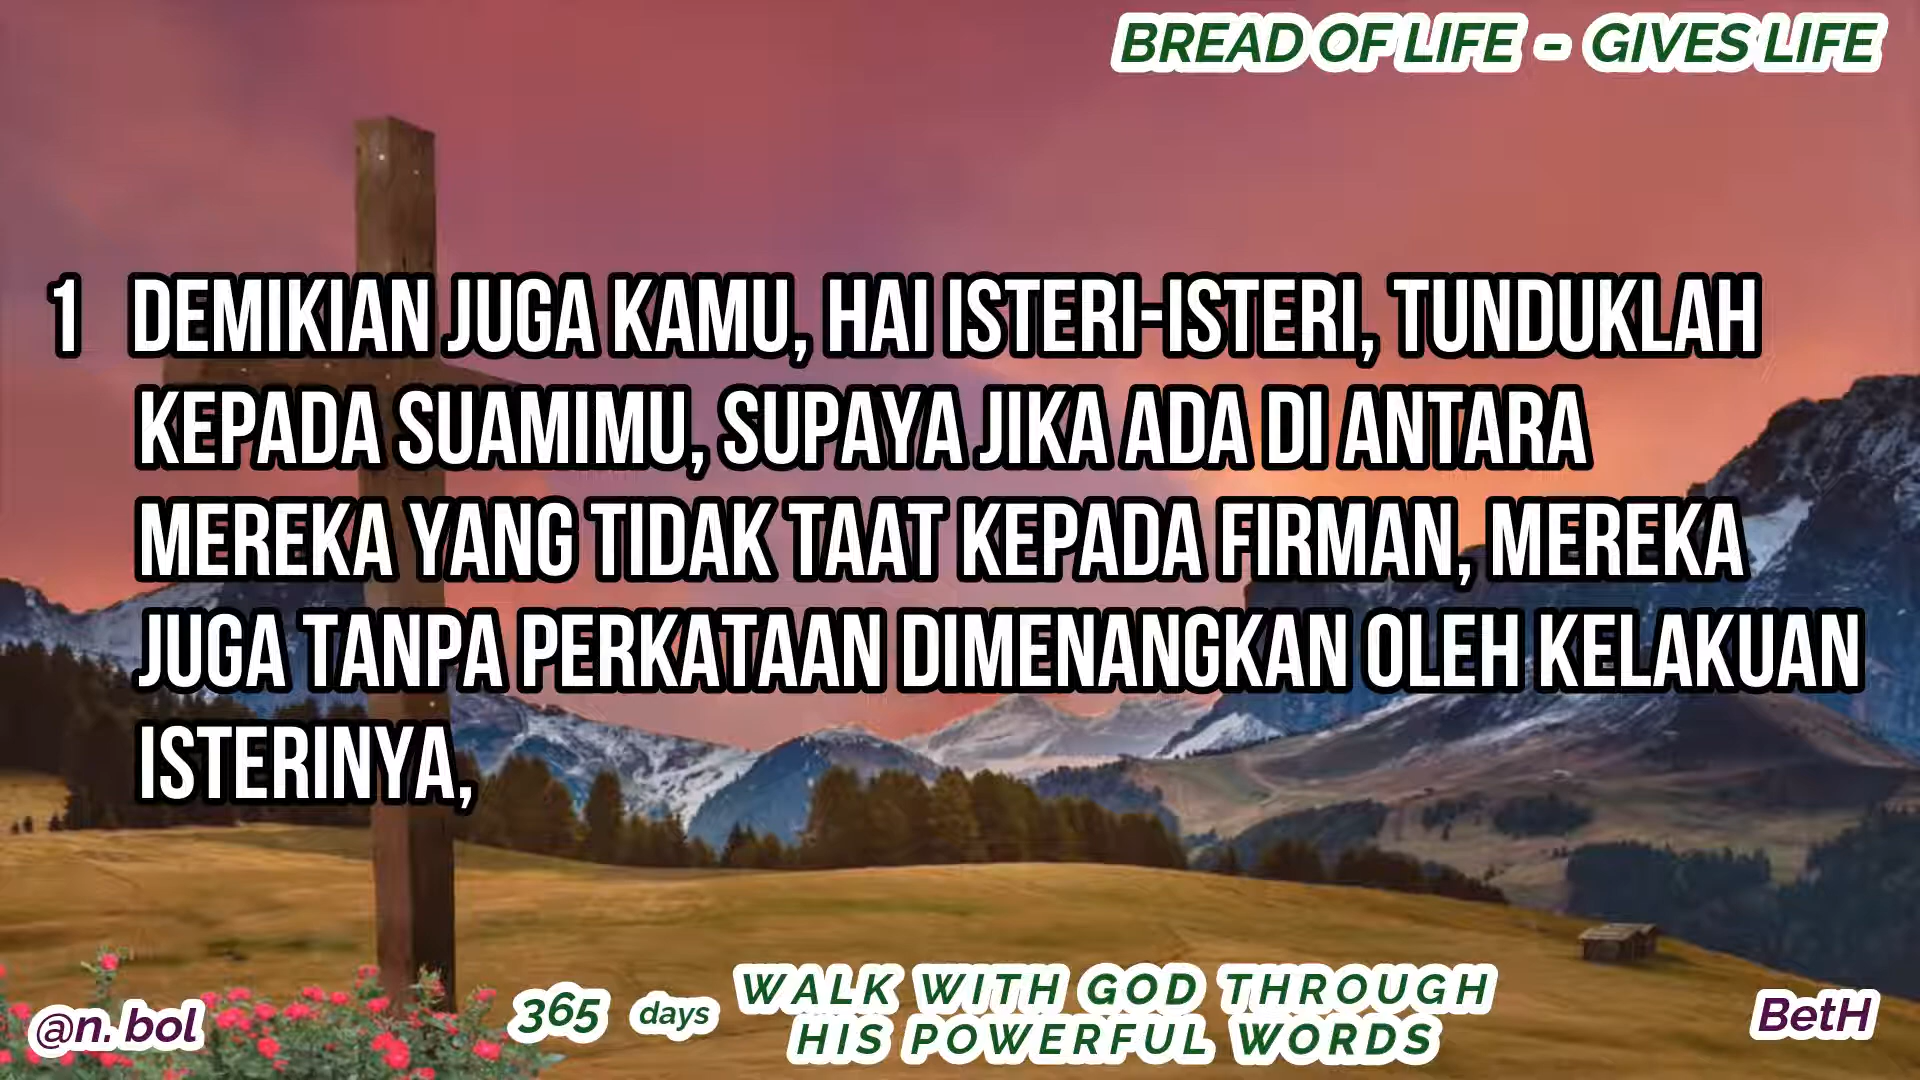 BREAD OF LIFE - GIVES LIFE
1 DEMIKIAN JUGA KAMU, HAI ISTERI-ISTERI, TUNDUKLAH
KEPADA SUAMIMU, SUPAYA JIKA ADA DI ANTARA
MEREKA YANG TIDAK TAAT KEPADA FIRMAN, MEREKA
JUGA TANPA PERKATAAN DIMENANGKAN OLEH KELAKUAN
ISTERINYA,
@n. bol
365 days
WALK WITH GOD THROUGH
HIS POWERFUL WORDS
BetH